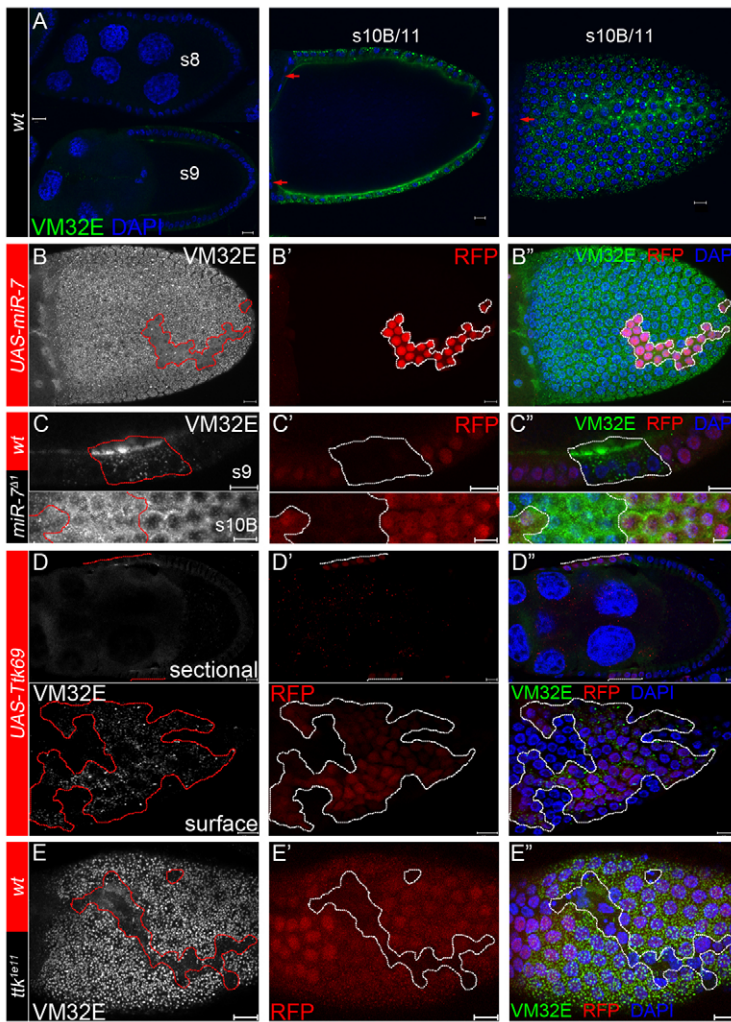 A
s8
s10B/11
s10B/11
wt
s9
VM32E DAPI
B
VM32E
B'
RFP
B"
VM32E RFP DAPI
UAS-miR-7
C
VM32E
C'
RFP
C"
VM32E RFP DAPI
wt
s9
miR-7Δ1
s10B
D
D'
D"
UAS-Ttk69
sectional
VM32E
RFP
VM32E RFP DAPI
surface
E
E'
E"
wt
ttk1e11
VM32E
RFP
VM32E RFP DAPI